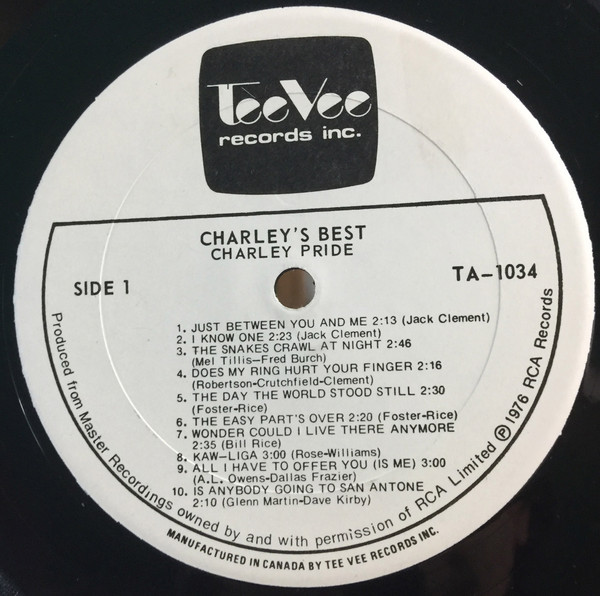 TeeVee
records inc.
CHARLEY'S BEST
CHARLEY PRIDE
SIDE 1
TA-1034
1. JUST BETWEEN YOU AND ME 2:13 (Jack Clement)
2. I KNOW ONE 2:23 (Jack Clement)
3. THE SNAKES CRAWL AT NIGHT 2:46
(Mel Tillis-Fred Burch)
4. DOES MY RING HURT YOUR FINGER 2:16
(Robertson-Crutchfield-Clement)
5. THE DAY THE WORLD STOOD STILL 2:30
(Foster-Rice)
6. THE EASY PART'S OVER 2:20 (Foster-Rice)
7. WONDER COULD I LIVE THERE ANYMORE
2:35 (Bill Rice)
8. KAW-LIGA 3:00 (Rose-Williams)
9. ALL I HAVE TO OFFER YOU (IS ME) 3:00
(A.L. Owens-Dallas Frazier)
10. IS ANYBODY GOING TO SAN ANTONE
2:10 (Glenn Martin-Dave Kirby)
Produced from Master Recordings owned by and with permission of RCA Limited ℗ 1976 RCA Records
MANUFACTURED IN CANADA BY TEE VEE RECORDS INC.